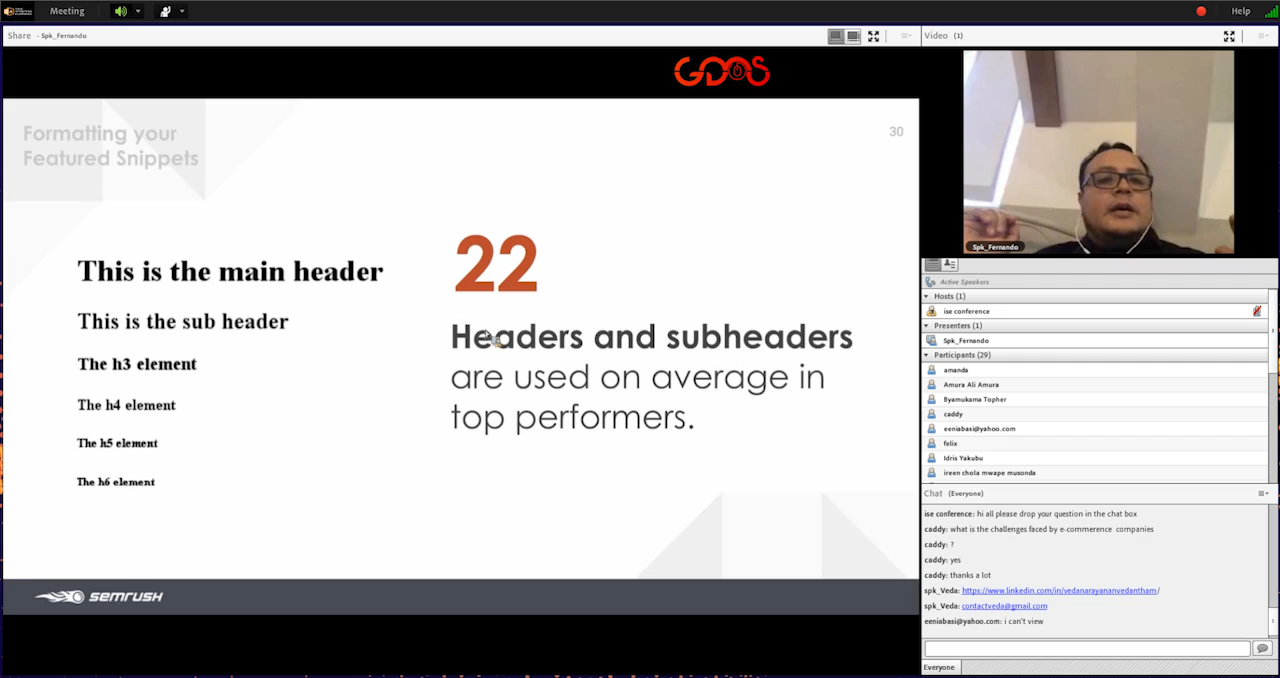 Meeting
Help
Share - Spk_Fernando
GDOS
Formatting your
Featured Snippets
30
This is the main header
This is the sub header
The h3 element
The h4 element
The h5 element
The h6 element
22
Headers and subheaders
are used on average in
top performers.
semrush
Video (1)
Spk_Fernando
Active Speakers
Hosts (1)
ise conference
Presenters (1)
Spk_Fernando
Participants (29)
amanda
Amura Ali Amura
Byamukama Topher
caddy
eeniabasi@yahoo.com
felix
Idris Yakubu
ireen chola mwape musonda
Chat (Everyone)
ise conference: hi all please drop your question in the chat box
caddy: what is the challenges faced by e-commerence companies
caddy: ?
caddy: yes
caddy: thanks a lot
spk_Veda: https://www.linkedin.com/in/vedanarayananvedantham/
spk_Veda: contactveda@gmail.com
eeniabasi@yahoo.com: i can't view
Everyone